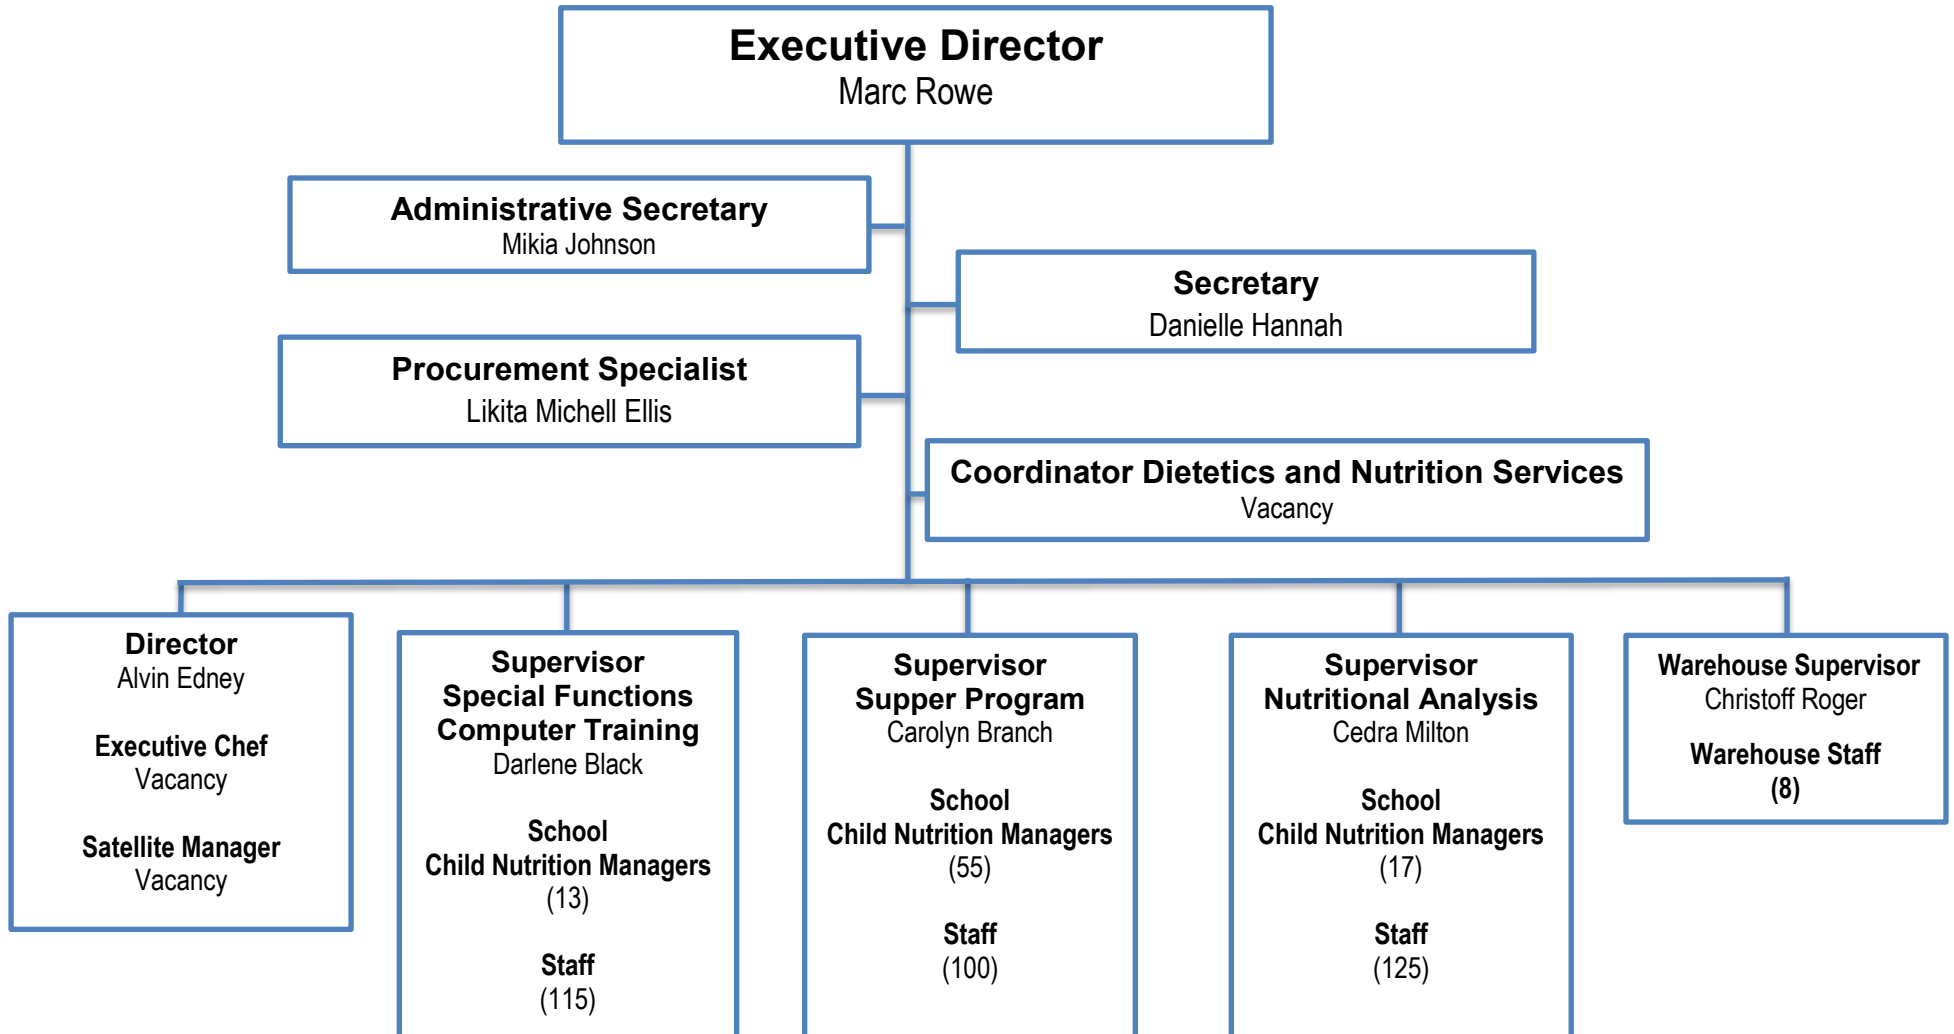 Executive Director
Marc Rowe
Administrative Secretary
Mikia Johnson
Secretary
Danielle Hannah
Procurement Specialist
Likita Michell Ellis
Coordinator Dietetics and Nutrition Services
Vacancy
Director
Alvin Edney
Executive Chef
Vacancy
Satellite Manager
Vacancy
Supervisor
Special Functions
Computer Training
Darlene Black
School
Child Nutrition Managers
(13)
Staff
(115)
Supervisor
Supper Program
Carolyn Branch
School
Child Nutrition Managers
(55)
Staff
(100)
Supervisor
Nutritional Analysis
Cedra Milton
School
Child Nutrition Managers
(17)
Staff
(125)
Warehouse Supervisor
Christoff Roger
Warehouse Staff
(8)